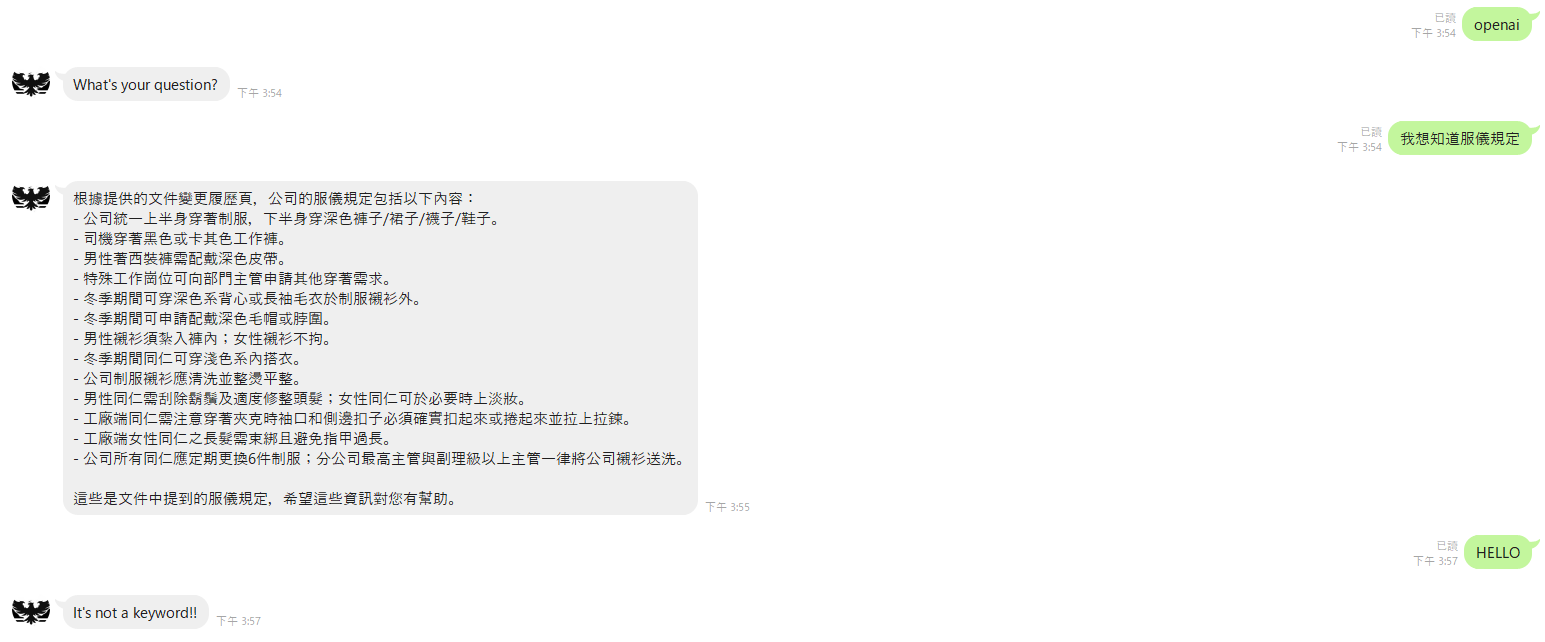 已讀
下午 3:54
openai
What's your question?
下午 3:54
已讀
下午 3:54
我想知道服儀規定
根據提供的文件變更履歷頁，公司的服儀規定包括以下內容：
- 公司統一上半身穿著制服，下半身穿深色褲子/裙子/襪子/鞋子。
- 司機穿著黑色或卡其色工作褲。
- 男性著西裝褲需配戴深色皮帶。
- 特殊工作崗位可向部門主管申請其他穿著需求。
- 冬季期間可穿深色系背心或長袖毛衣於制服襯衫外。
- 冬季期間可申請配戴深色毛帽或脖圍。
- 男性襯衫須紮入褲內；女性襯衫不拘。
- 冬季期間同仁可穿淺色系內搭衣。
- 公司制服襯衫應清洗並整燙平整。
- 男性同仁需刮除鬍鬚及適度修整頭髮；女性同仁可於必要時上淡妝。
- 工廠端同仁需注意穿著夾克時袖口和側邊扣子必須確實扣起來或捲起來並拉上拉鍊。
- 工廠端女性同仁之長髮需束綁且避免指甲過長。
- 公司所有同仁應定期更換6件制服；分公司最高主管與副理級以上主管一律將公司襯衫送洗。
這些是文件中提到的服儀規定，希望這些資訊對您有幫助。
下午 3:55
已讀
下午 3:57
HELLO
It's not a keyword!!
下午 3:57